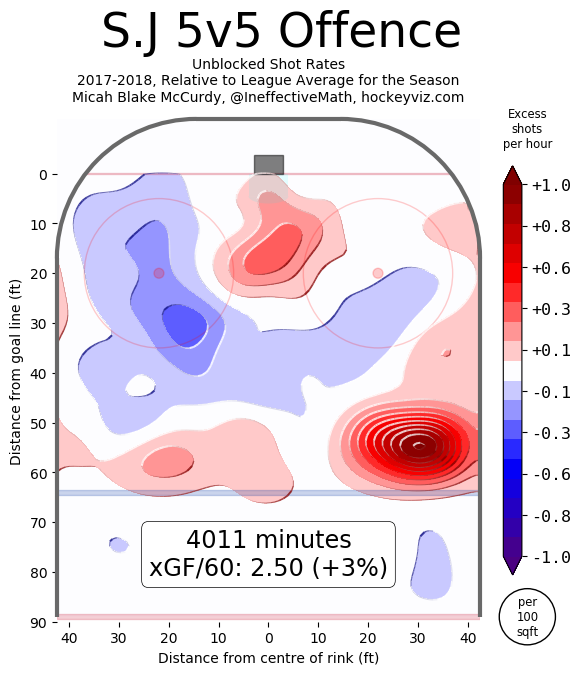 S.J 5v5 Offence
Unblocked Shot Rates
2017-2018, Relative to League Average for the Season
Micah Blake McCurdy, @IneffectiveMath, hockeyviz.com
Excess
shots
per hour
+1.0
+0.8
+0.6
+0.3
+0.1
-0.1
-0.3
-0.6
-0.8
-1.0
per
100
sqft
Distance from goal line (ft)
0
10
20
30
40
50
60
70
80
90
4011 minutes
xGF/60: 2.50 (+3%)
40 30 20 10 0 10 20 30 40
Distance from centre of rink (ft)